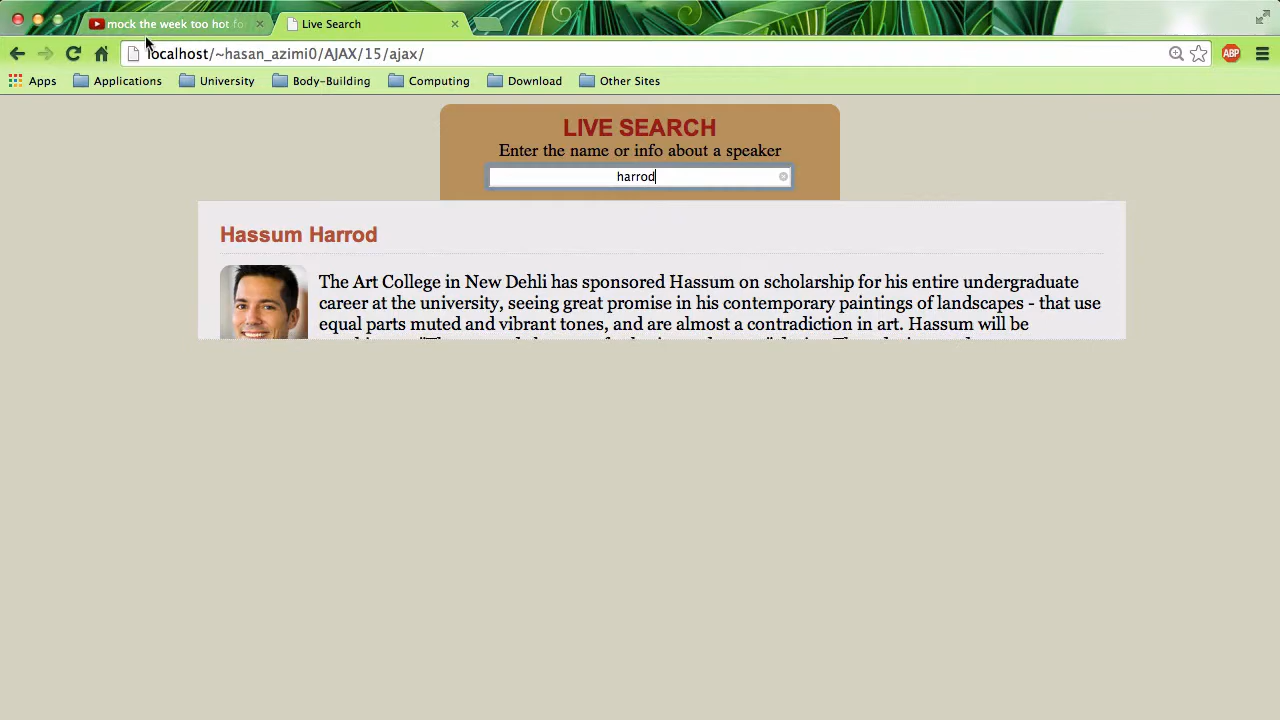 mock the week too hot for
Live Search
localhost/~hasan_azimi0/AJAX/15/ajax/
ABP
Apps
Applications
University
Body-Building
Computing
Download
Other Sites
LIVE SEARCH
Enter the name or info about a speaker
harrod
Hassum Harrod
The Art College in New Dehli has sponsored Hassum on scholarship for his entire undergraduate
career at the university, seeing great promise in his contemporary paintings of landscapes - that use
equal parts muted and vibrant tones, and are almost a contradiction in art. Hassum will be